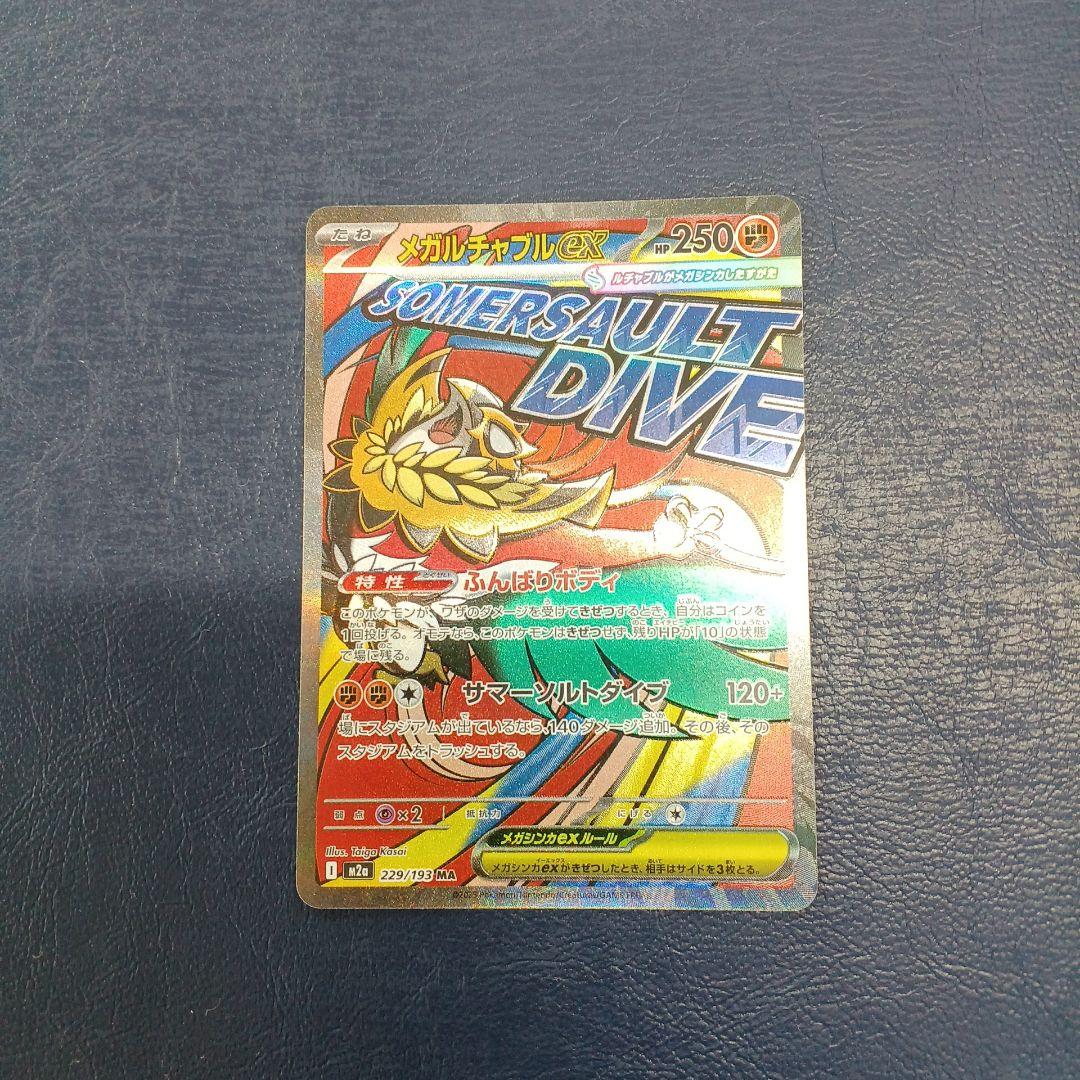 たね メガルチャブルex HP250
ルチャブルがメガシンカしたすがた
SOMERSAULT
DIVE
特性 とくせい ふんばりボディ
このポケモンが、ワザのダメージを受けてきぜつするとき、自分はコインを
1回投げる。オモテなら、このポケモンはきぜつせず、残りHPが「10」の状態
で場に残る。
サマーソルトダイブ 120+
場にスタジアムが出ているなら、140ダメージ追加。その後、その
スタジアムをトラッシュする。
弱点 ×2 抵抗力 にげる
Illus. Taiga Kasai
メガシンカexルール
I m2a 229/193 MA
メガシンカexがきぜつしたとき、相手はサイドを3枚とる。
©2025 Pokémon/Nintendo/Creatures/GAME FREAK